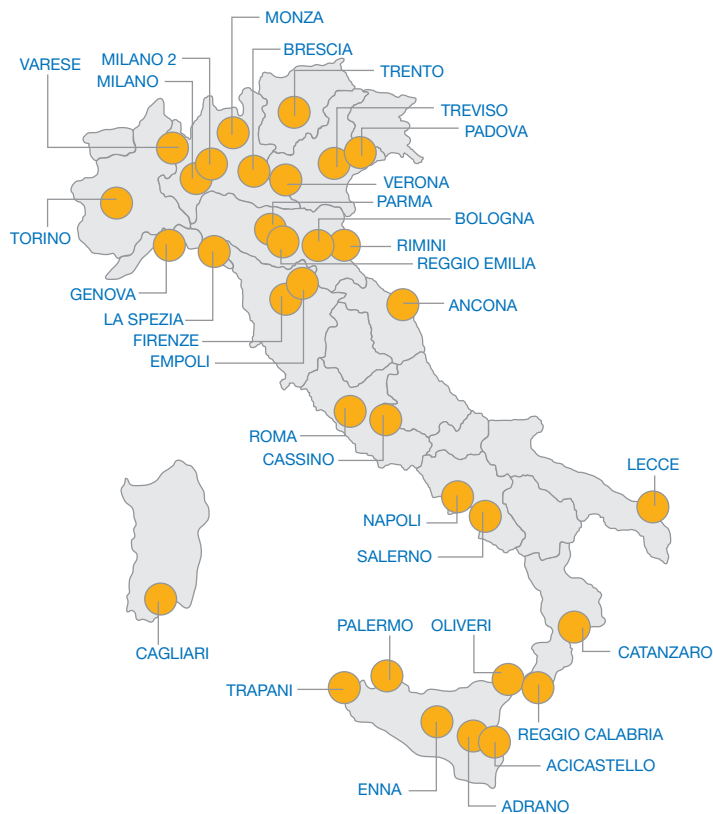 MONZA
BRESCIA
MILANO 2
VARESE
TRENTO
MILANO
TREVISO
PADOVA
VERONA
PARMA
BOLOGNA
TORINO
RIMINI
REGGIO EMILIA
GENOVA
ANCONA
LA SPEZIA
FIRENZE
EMPOLI
ROMA
CASSINO
LECCE
NAPOLI
SALERNO
PALERMO
OLIVERI
CAGLIARI
CATANZARO
TRAPANI
REGGIO CALABRIA
ACICASTELLO
ENNA
ADRANO